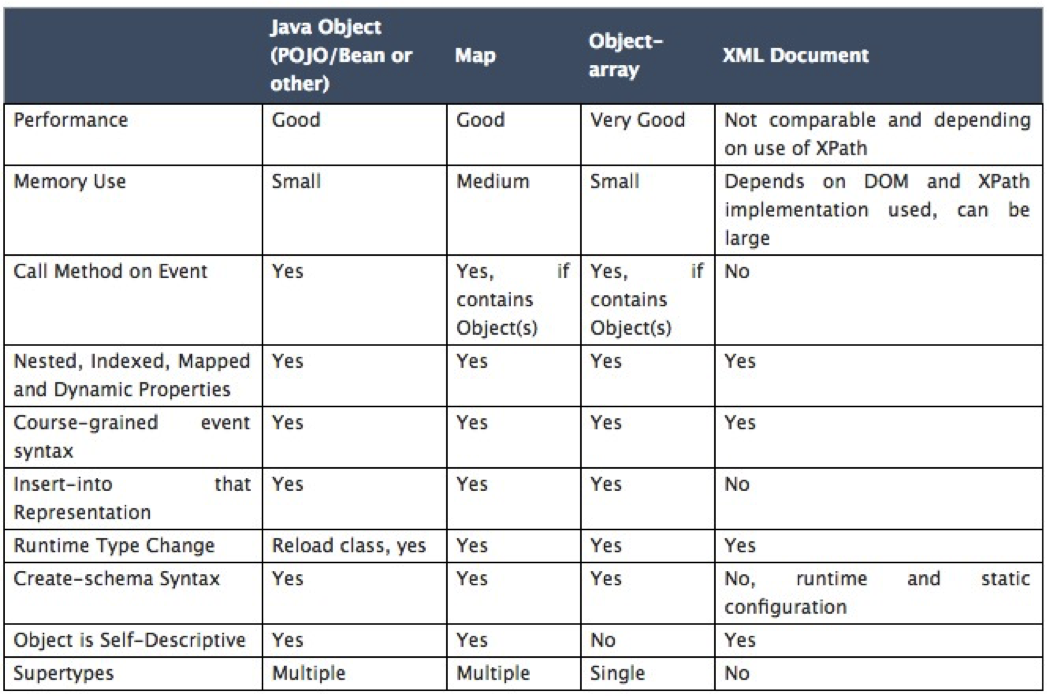 Java Object (POJO/Bean or other) Map Object-array XML Document
Performance Good Good Very Good Not comparable and depending
on use of XPath
Memory Use Small Medium Small Depends on DOM and XPath
implementation used, can be
large
Call Method on Event Yes Yes, if contains Object(s) Yes, if contains Object(s) No
Nested, Indexed, Mapped
and Dynamic Properties Yes Yes Yes Yes
Course-grained event
syntax Yes Yes Yes Yes
Insert-into that
Representation Yes Yes Yes No
Runtime Type Change Reload class, yes Yes Yes Yes
Create-schema Syntax Yes Yes Yes No, runtime and static
configuration
Object is Self-Descriptive Yes Yes No Yes
Supertypes Multiple Multiple Single No